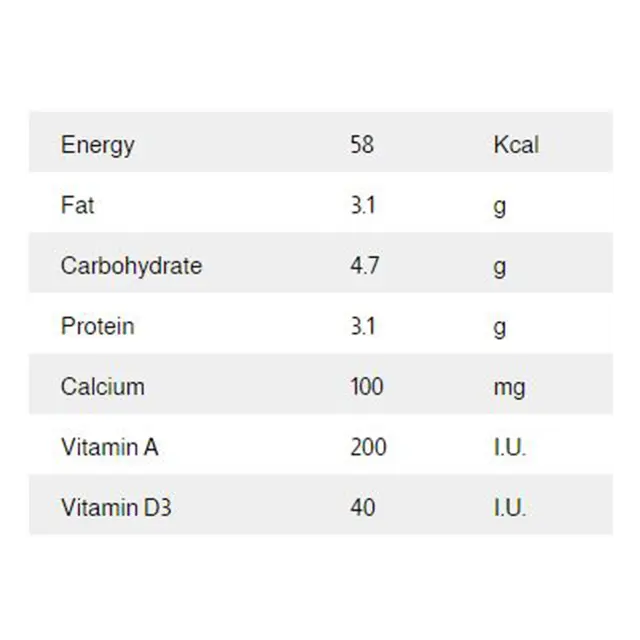 Energy 58 Kcal
Fat 3.1 g
Carbohydrate 4.7 g
Protein 3.1 g
Calcium 100 mg
Vitamin A 200 I.U.
Vitamin D3 40 I.U.